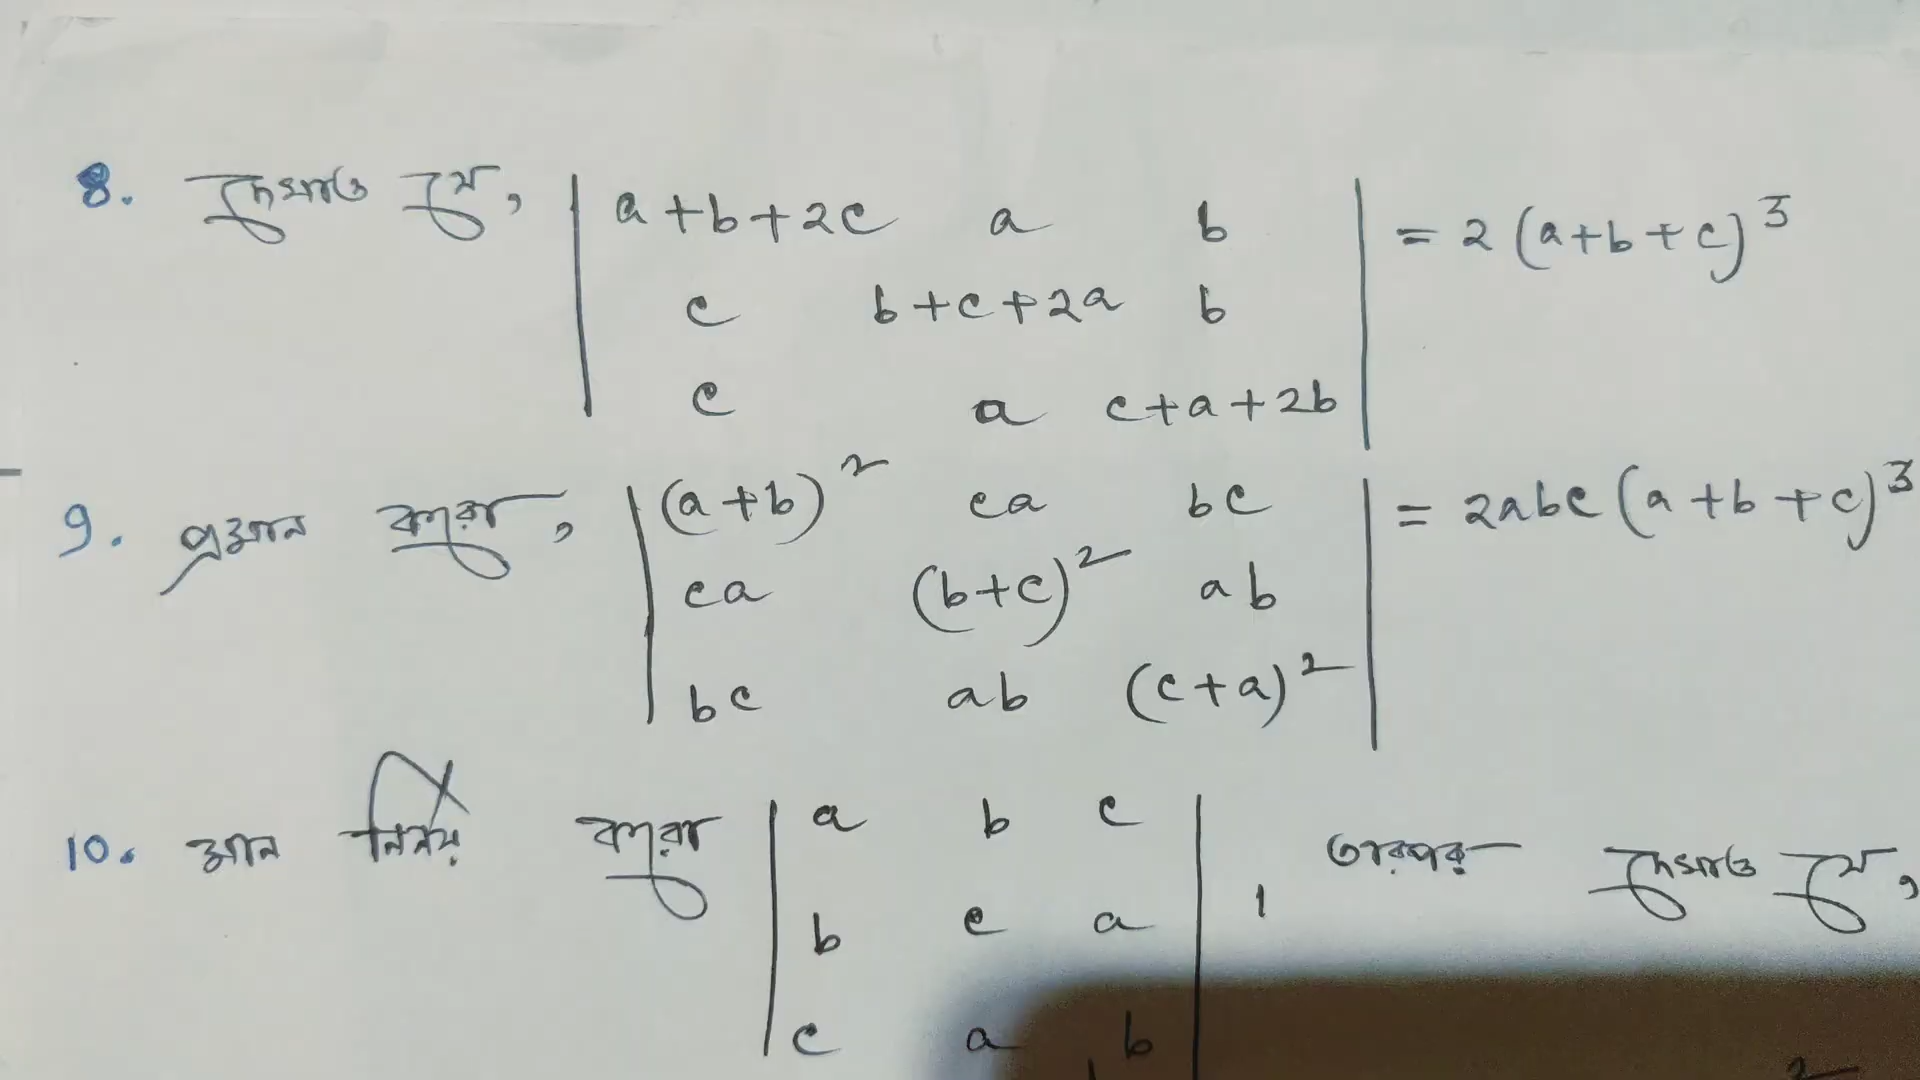 8. দেখাও যে, | a+b+2c a b | = 2(a+b+c)³
c b+c+2a b
c a c+a+2b
9. প্রমান করো, | (a+b)² ca bc | = 2abc(a+b+c)³
ca (b+c)² ab
bc ab (c+a)²
10. মান নির্নয় করো | a b c | । তারপর দেখাও যে,
b c a
c a b